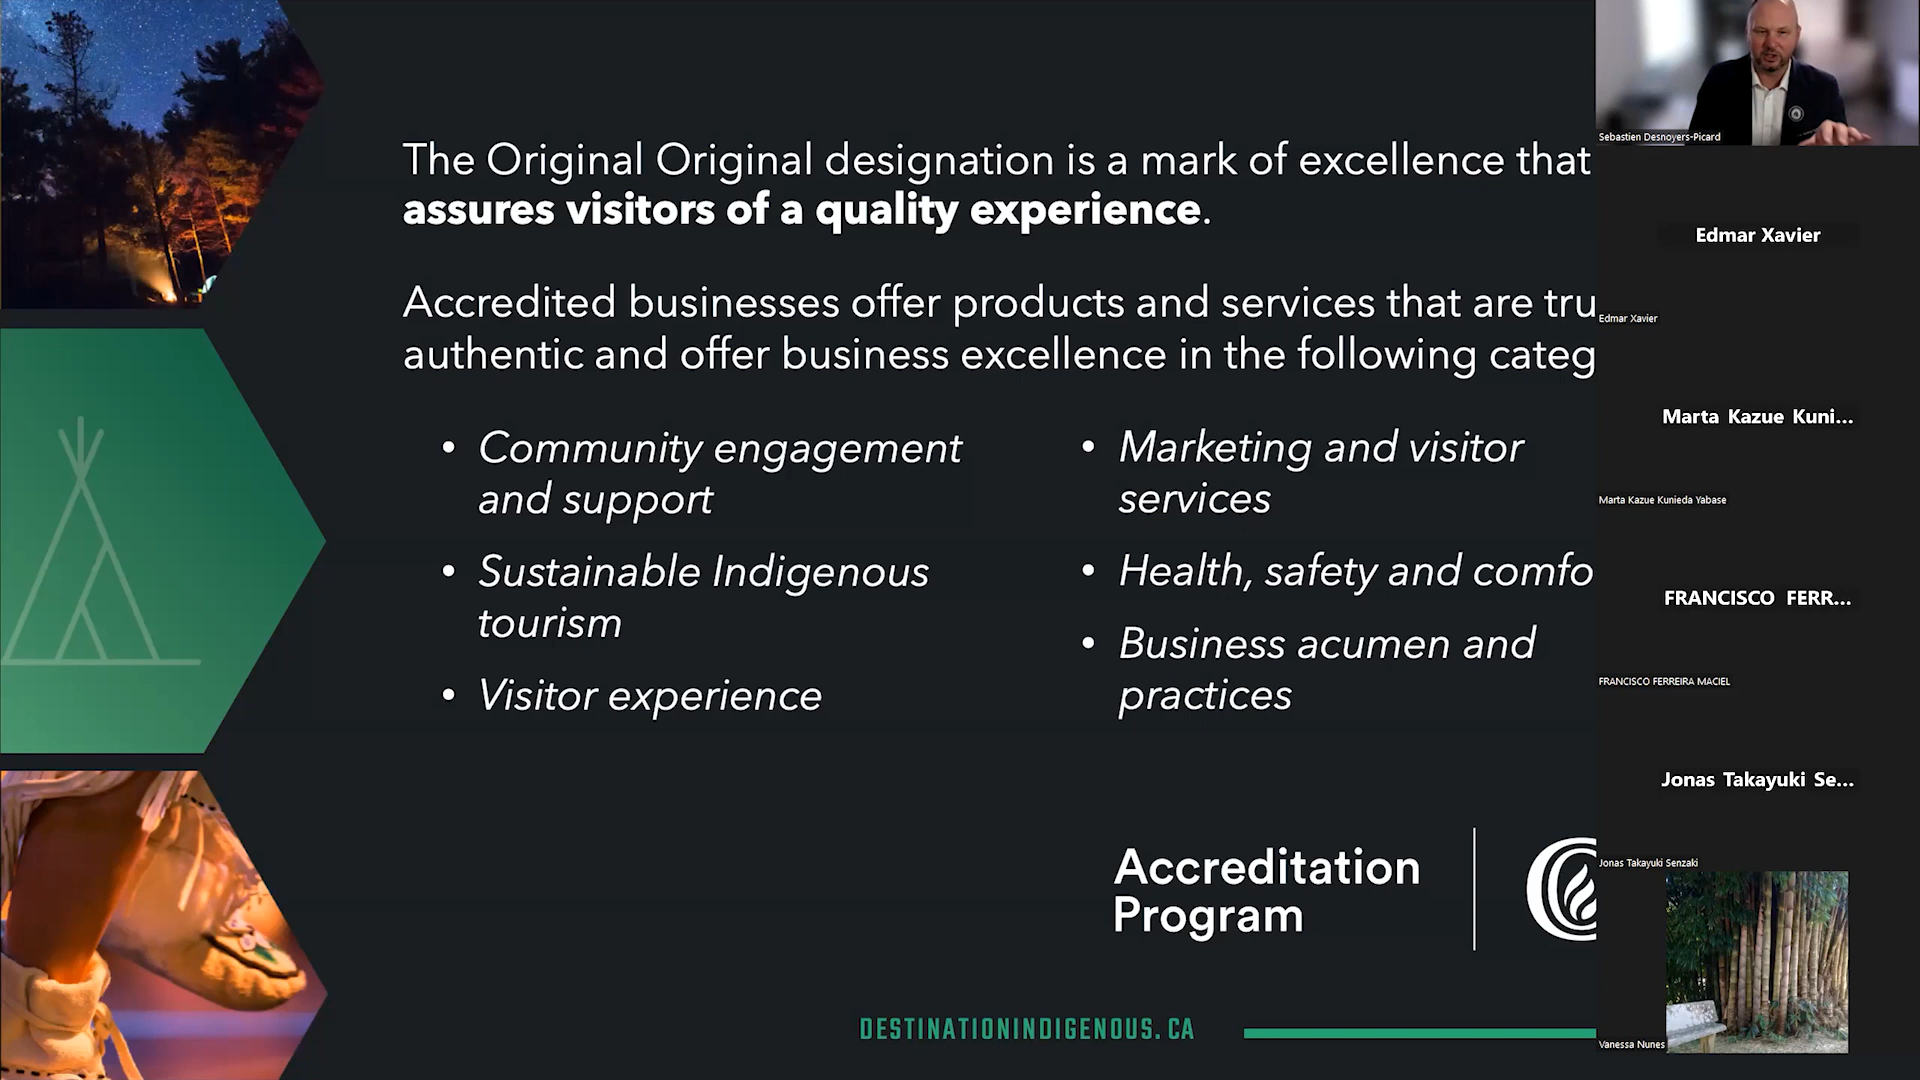 The Original Original designation is a mark of excellence that
assures visitors of a quality experience.
Accredited businesses offer products and services that are tru
authentic and offer business excellence in the following categ
• Community engagement
and support
• Sustainable Indigenous
tourism
• Visitor experience
• Marketing and visitor
services
• Health, safety and comfo
• Business acumen and
practices
Accreditation
Program
DESTINATIONINDIGENOUS.CA
Sebastien Desnoyers-Picard
Edmar Xavier
Edmar Xavier
Marta Kazue Kuni...
Marta Kazue Kunieda Yabase
FRANCISCO FERR...
FRANCISCO FERREIRA MACIEL
Jonas Takayuki Se...
Jonas Takayuki Senzaki
Vanessa Nunes